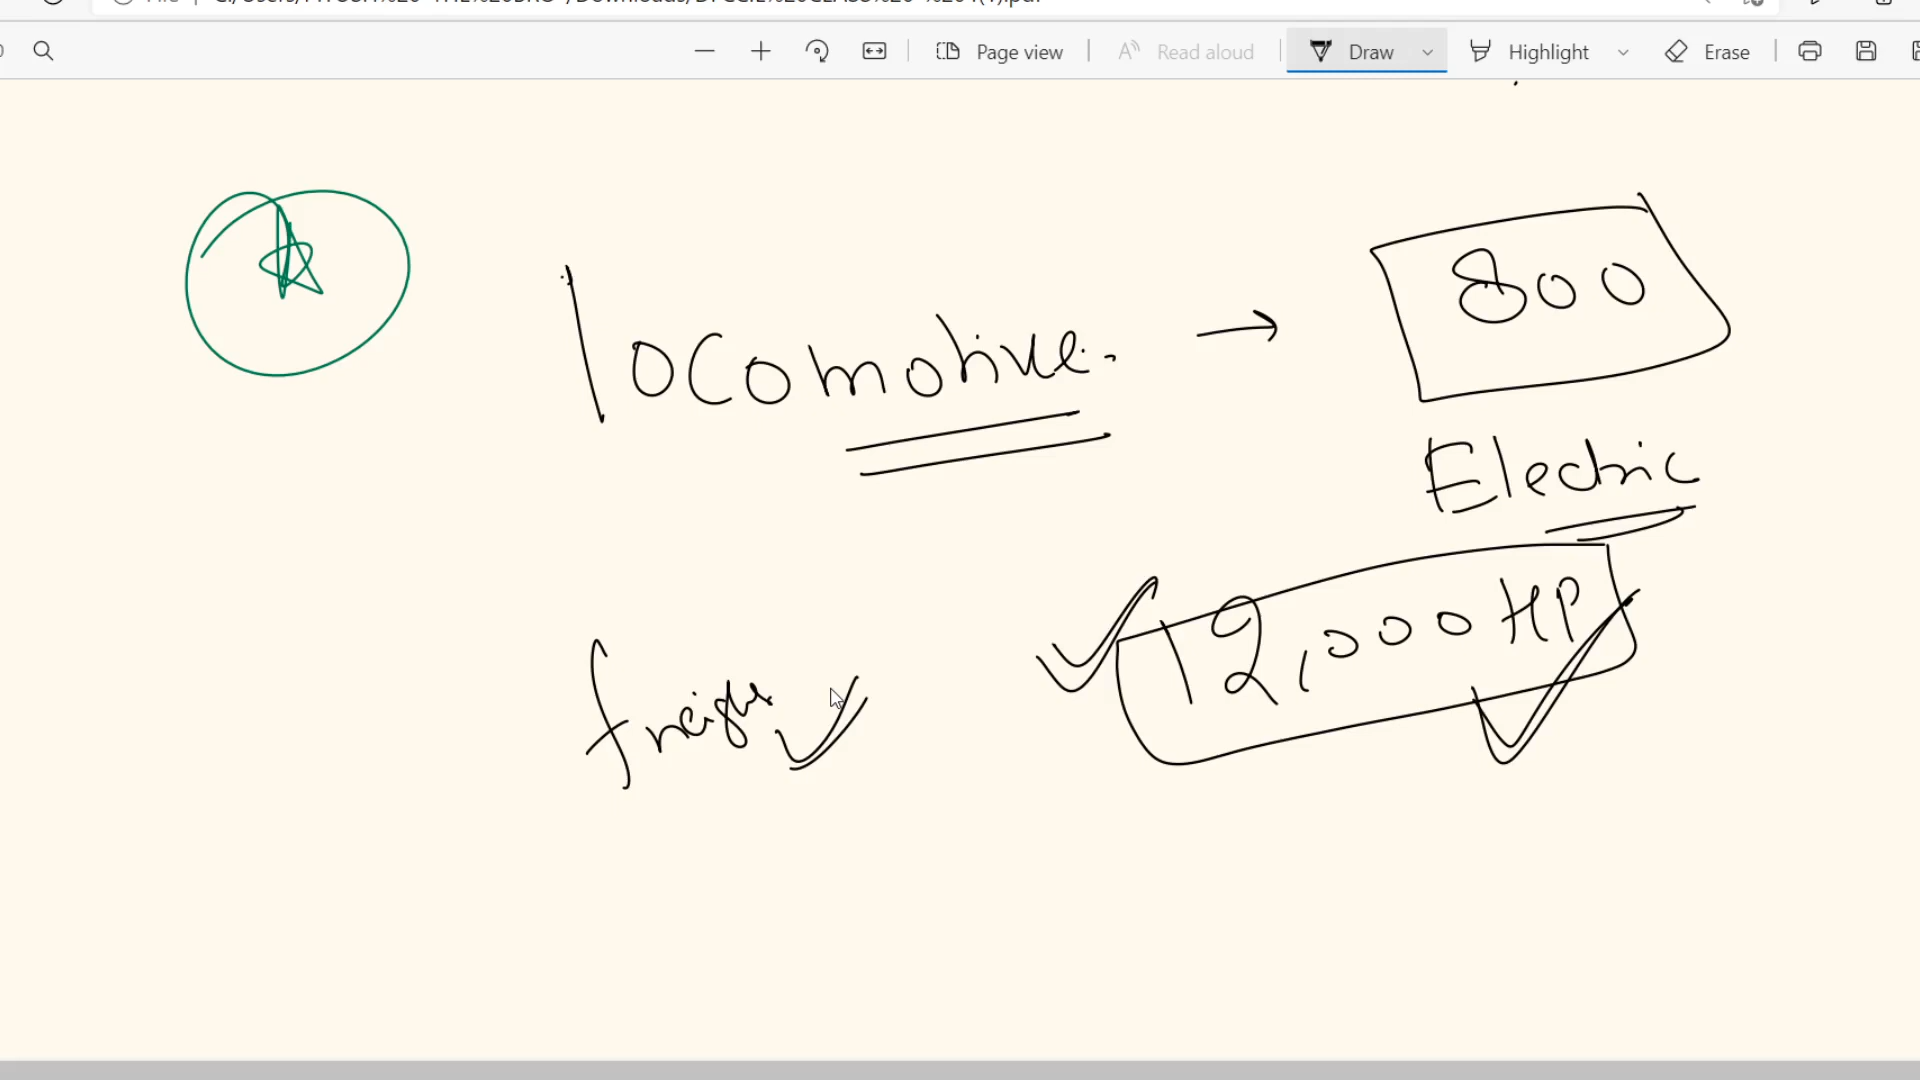 Page view
Read aloud
Draw
Highlight
Erase
locomotive. → 800
Electric
12,000 HP
freight